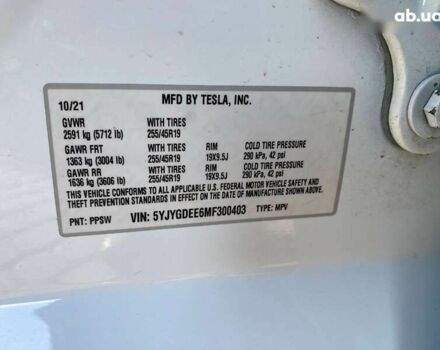 ab.ua
10/21 MFD BY TESLA, INC.
GVWR WITH TIRES
2591 kg (5712 lb) 255/45R19
GAWR FRT WITH TIRES RIM COLD TIRE PRESSURE
1363 kg (3004 lb) 255/45R19 19X9.5J 290 kPa, 42 psi
GAWR RR WITH TIRES RIM COLD TIRE PRESSURE
1636 kg (3606 lb) 255/45R19 19X9.5J 290 kPa, 42 psi
THIS VEHICLE CONFORMS TO ALL APPLICABLE U.S. FEDERAL MOTOR VEHICLE SAFETY AND
THEFT PREVENTION STANDARDS IN EFFECT ON THE DATE OF MANUFACTURE SHOWN ABOVE.
PNT: PPSW VIN: 5YJYGDEE6MF300403 TYPE: MPV